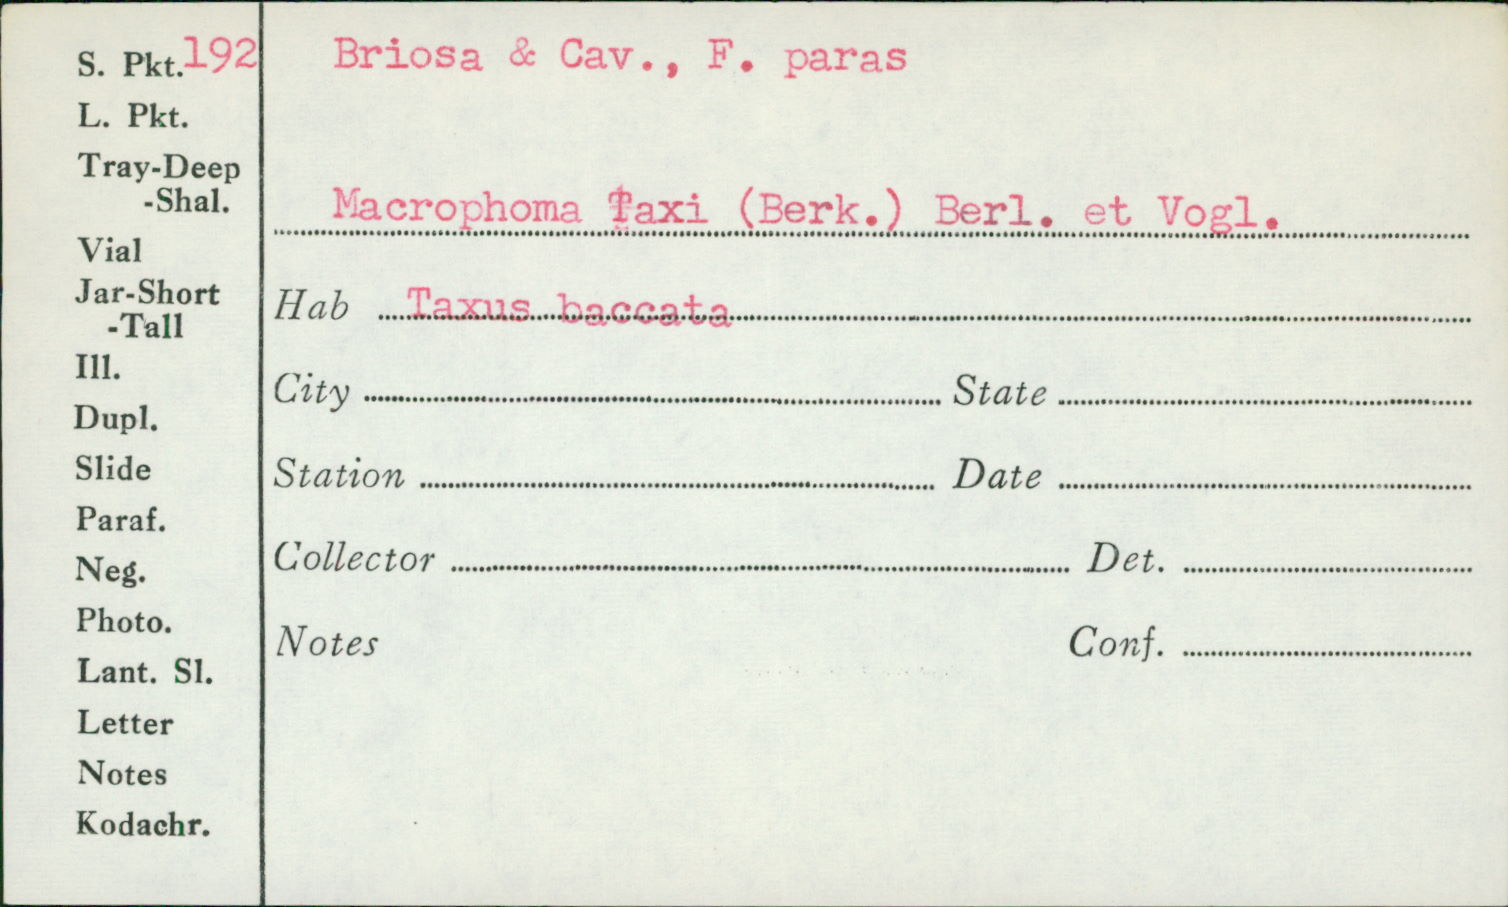 S. Pkt. 192
L. Pkt.
Tray-Deep
-Shal.
Vial
Jar-Short
-Tall
Ill.
Dupl.
Slide
Paraf.
Neg.
Photo.
Lant. Sl.
Letter
Notes
Kodachr.
Briosa & Cav., F. paras
Macrophoma Taxi (Berk.) Berl. et Vogl.
Hab Taxus baccata
City State
Station Date
Collector Det.
Notes Conf.